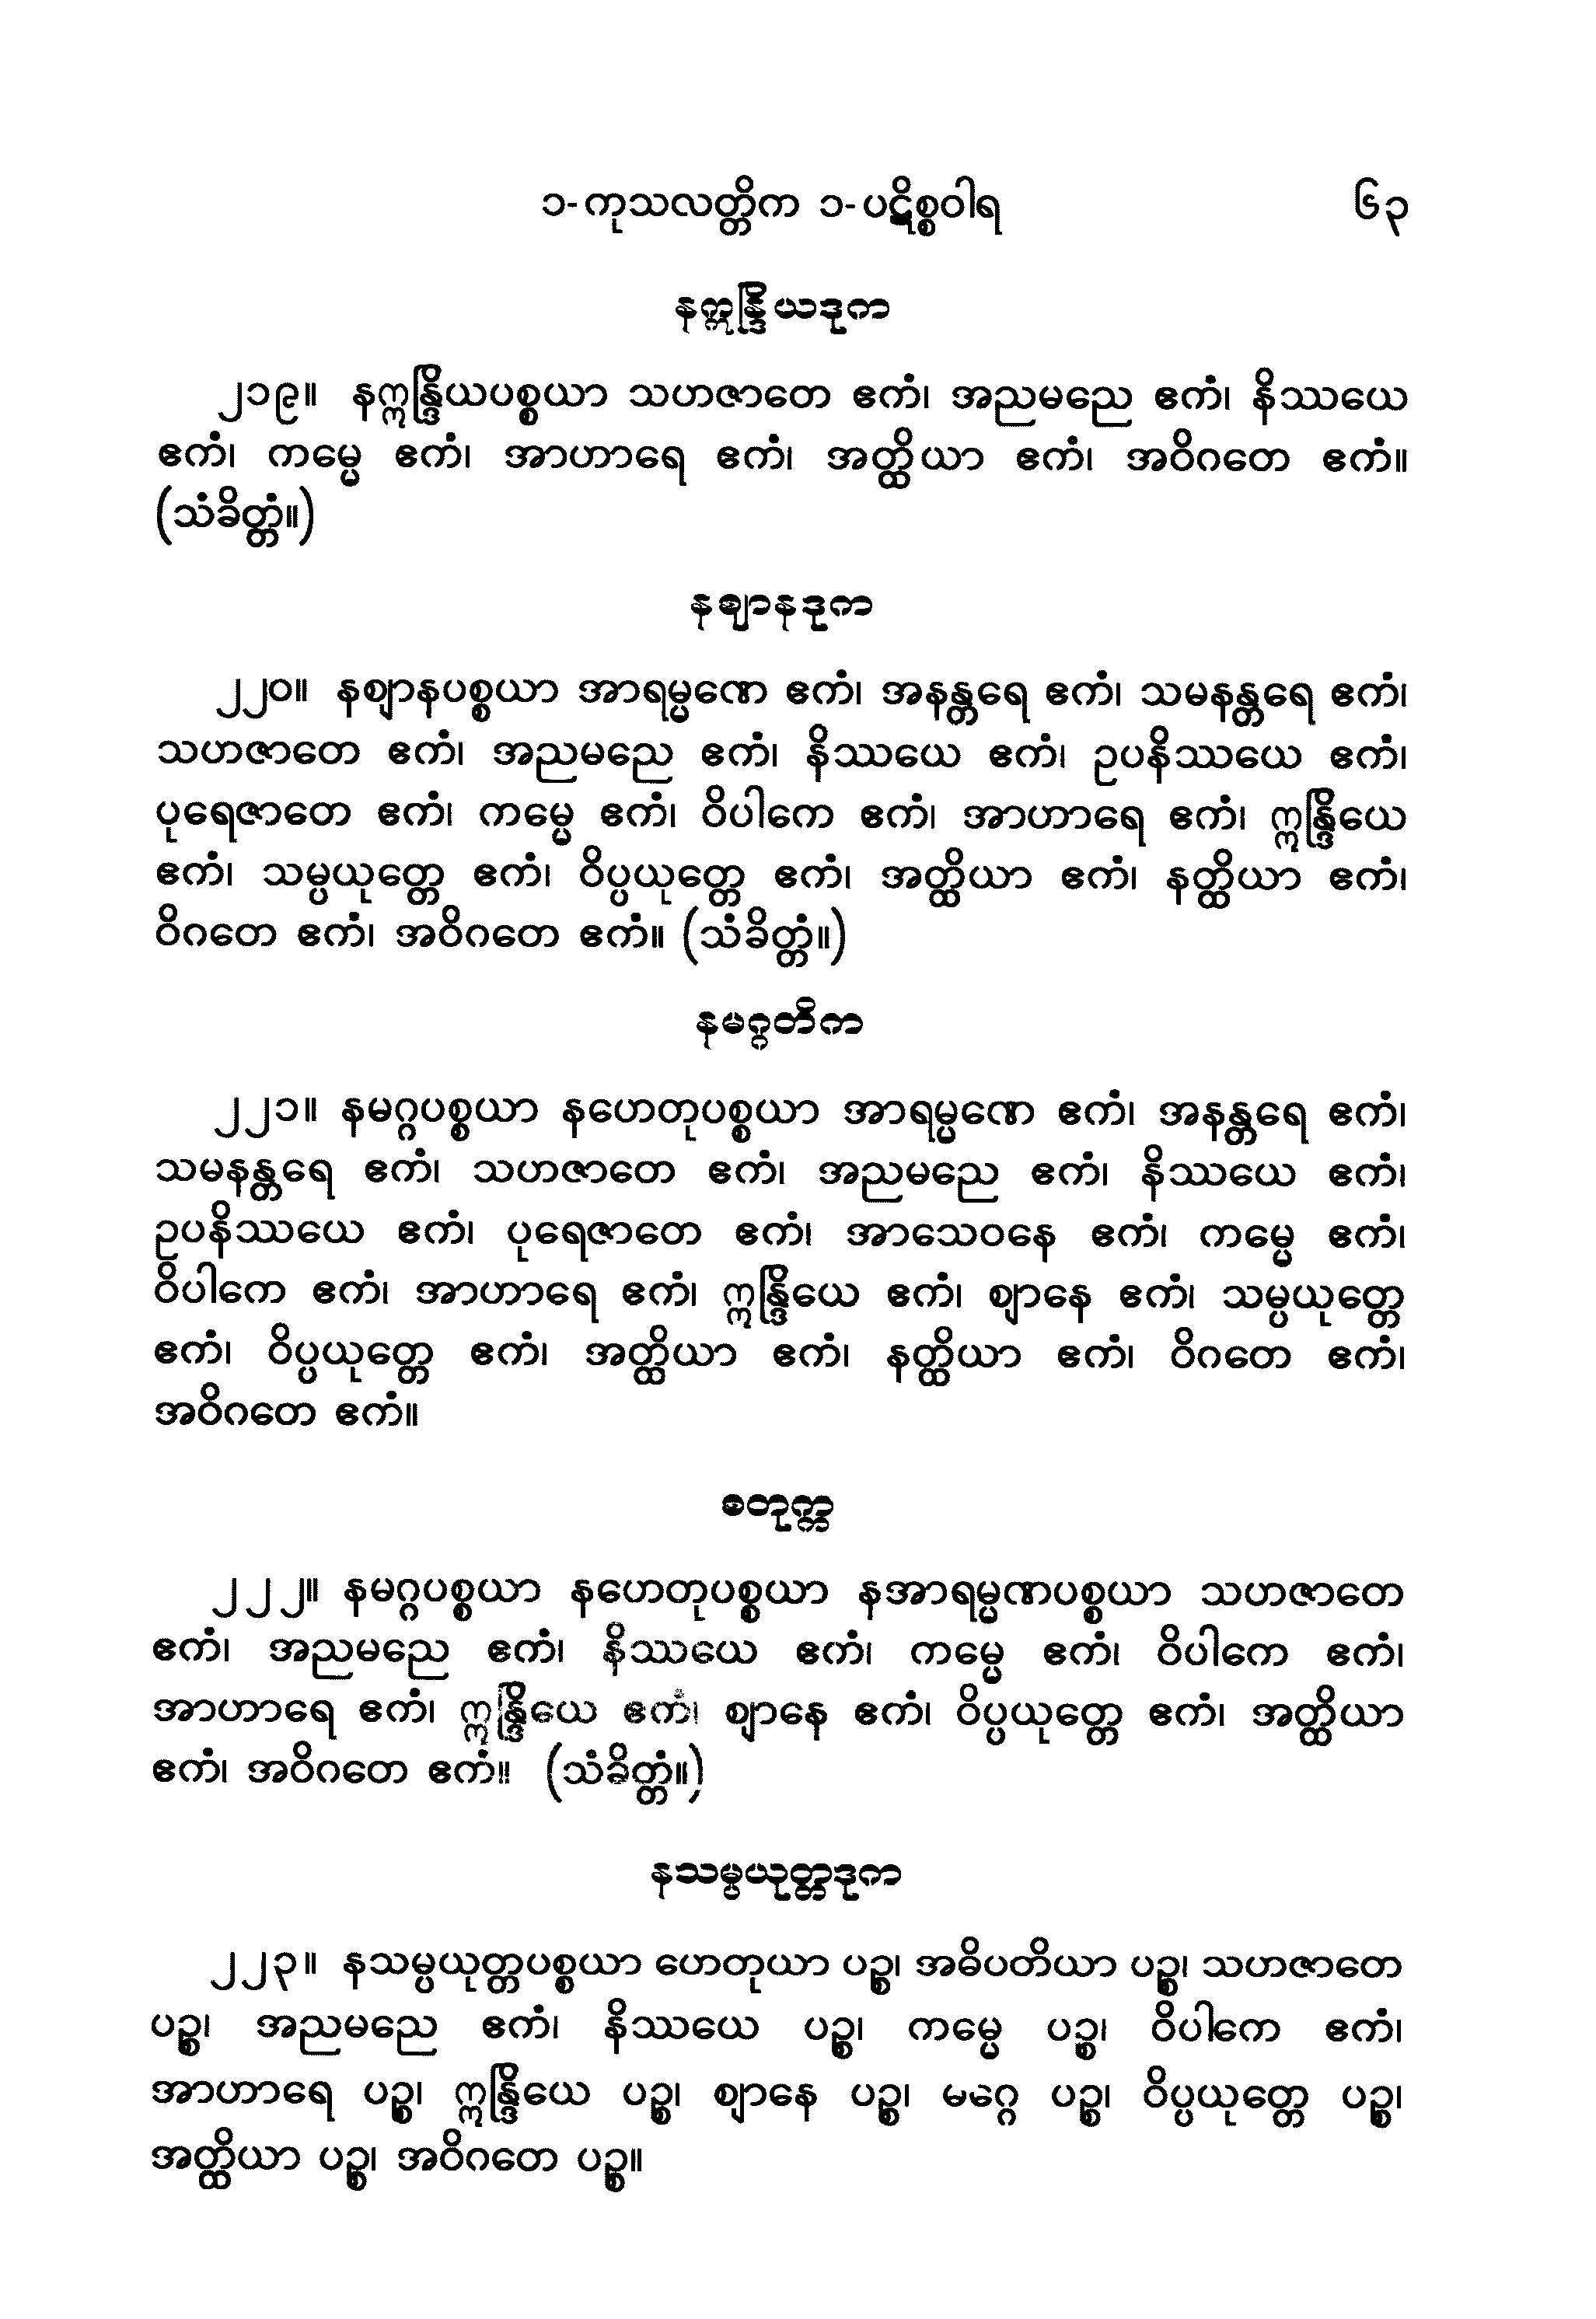 ၁-ကုသလတ္တိက ၁-ပဋိစ္စဝါရ ၆၃
နဣန္ဒြိယဒုက
၂၁၉။ နဣန္ဒြိယပစ္စယာ သဟဇာတေ ဧကံ၊ အညမညေ ဧကံ၊ နိဿယေ
ဧကံ၊ ကမ္မေ ဧကံ၊ အာဟာရေ ဧကံ၊ အတ္ထိယာ ဧကံ၊ အဝိဂတေ ဧကံ။
(သံခိတ္တံ။)
နဈာနဒုက
၂၂၀။ နဈာနပစ္စယာ အာရမ္မဏေ ဧကံ၊ အနန္တရေ ဧကံ၊ သမနန္တရေ ဧကံ၊
သဟဇာတေ ဧကံ၊ အညမညေ ဧကံ၊ နိဿယေ ဧကံ၊ ဥပနိဿယေ ဧကံ၊
ပုရေဇာတေ ဧကံ၊ ကမ္မေ ဧကံ၊ ဝိပါကေ ဧကံ၊ အာဟာရေ ဧကံ၊ ဣန္ဒြိယေ
ဧကံ၊ သမ္ပယုတ္တေ ဧကံ၊ ဝိပ္ပယုတ္တေ ဧကံ၊ အတ္ထိယာ ဧကံ၊ နတ္ထိယာ ဧကံ၊
ဝိဂတေ ဧကံ၊ အဝိဂတေ ဧကံ။ (သံခိတ္တံ။)
နမဂ္ဂတိက
၂၂၁။ နမဂ္ဂပစ္စယာ နဟေတုပစ္စယာ အာရမ္မဏေ ဧကံ၊ အနန္တရေ ဧကံ၊
သမနန္တရေ ဧကံ၊ သဟဇာတေ ဧကံ၊ အညမညေ ဧကံ၊ နိဿယေ ဧကံ၊
ဥပနိဿယေ ဧကံ၊ ပုရေဇာတေ ဧကံ၊ အာသေဝနေ ဧကံ၊ ကမ္မေ ဧကံ၊
ဝိပါကေ ဧကံ၊ အာဟာရေ ဧကံ၊ ဣန္ဒြိယေ ဧကံ၊ ဈာနေ ဧကံ၊ သမ္ပယုတ္တေ
ဧကံ၊ ဝိပ္ပယုတ္တေ ဧကံ၊ အတ္ထိယာ ဧကံ၊ နတ္ထိယာ ဧကံ၊ ဝိဂတေ ဧကံ၊
အဝိဂတေ ဧကံ။
စတုက္က
၂၂၂။ နမဂ္ဂပစ္စယာ နဟေတုပစ္စယာ နအာရမ္မဏပစ္စယာ သဟဇာတေ
ဧကံ၊ အညမညေ ဧကံ၊ နိဿယေ ဧကံ၊ ကမ္မေ ဧကံ၊ ဝိပါကေ ဧကံ၊
အာဟာရေ ဧကံ၊ ဣန္ဒြိယေ ဧကံ၊ ဈာနေ ဧကံ၊ ဝိပ္ပယုတ္တေ ဧကံ၊ အတ္ထိယာ
ဧကံ၊ အဝိဂတေ ဧကံ။ (သံခိတ္တံ။)
နသမ္ပယုတ္တဒုက
၂၂၃။ နသမ္ပယုတ္တပစ္စယာ ဟေတုယာ ပဉ္စ၊ အဓိပတိယာ ပဉ္စ၊ သဟဇာတေ
ပဉ္စ၊ အညမညေ ဧကံ၊ နိဿယေ ပဉ္စ၊ ကမ္မေ ပဉ္စ၊ ဝိပါကေ ဧကံ၊
အာဟာရေ ပဉ္စ၊ ဣန္ဒြိယေ ပဉ္စ၊ ဈာနေ ပဉ္စ၊ မဂ္ဂေ ပဉ္စ၊ ဝိပ္ပယုတ္တေ ပဉ္စ၊
အတ္ထိယာ ပဉ္စ၊ အဝိဂတေ ပဉ္စ။